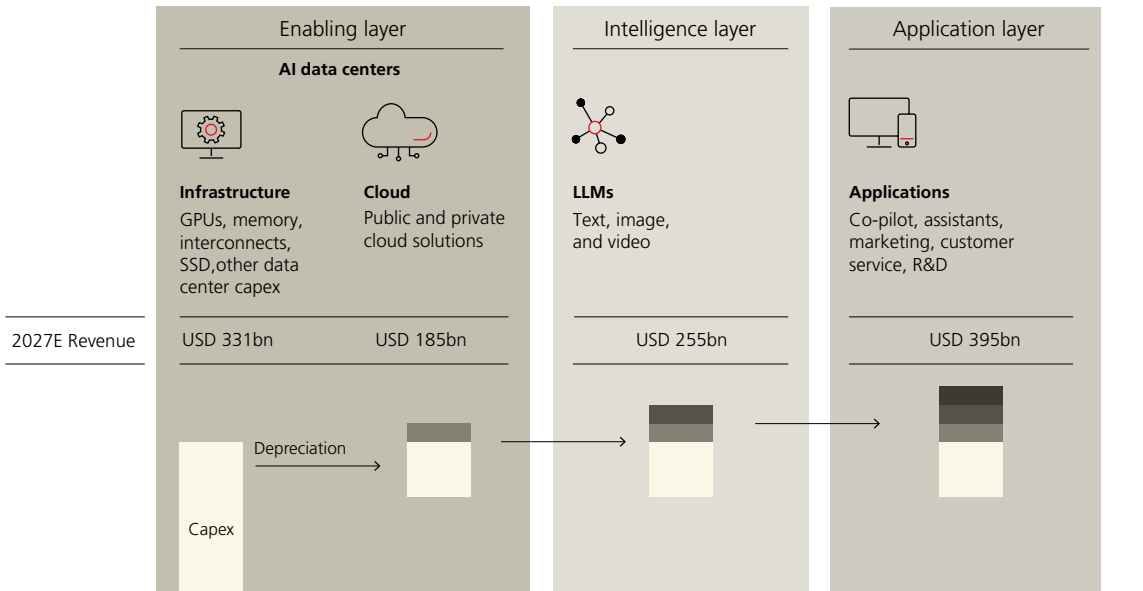 Enabling layer
AI data centers
Infrastructure
GPUs, memory,
interconnects,
SSD,other data
center capex
Cloud
Public and private
cloud solutions
Intelligence layer
LLMs
Text, image,
and video
Application layer
Applications
Co-pilot, assistants,
marketing, customer
service, R&D
2027E Revenue
USD 331bn
USD 185bn
USD 255bn
USD 395bn
Depreciation
Capex